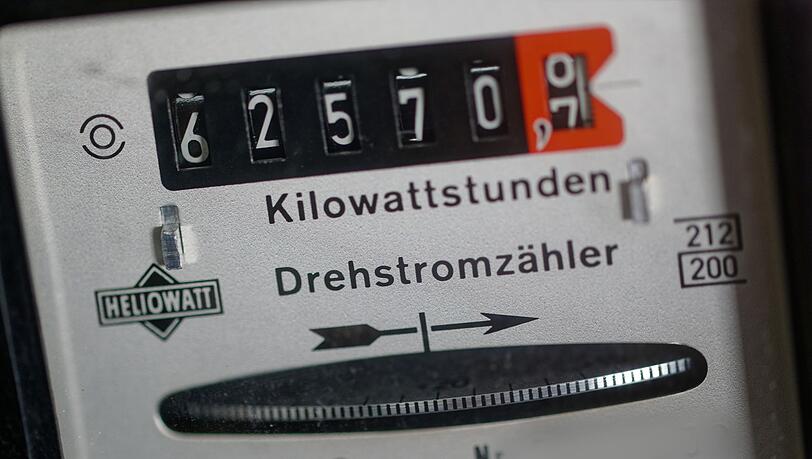 62570,7
Kilowattstunden
Drehstromzähler
212
200
HELIOWATT